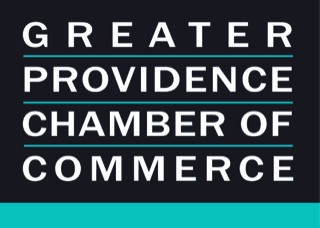 GREATER
PROVIDENCE
CHAMBER OF
COMMERCE